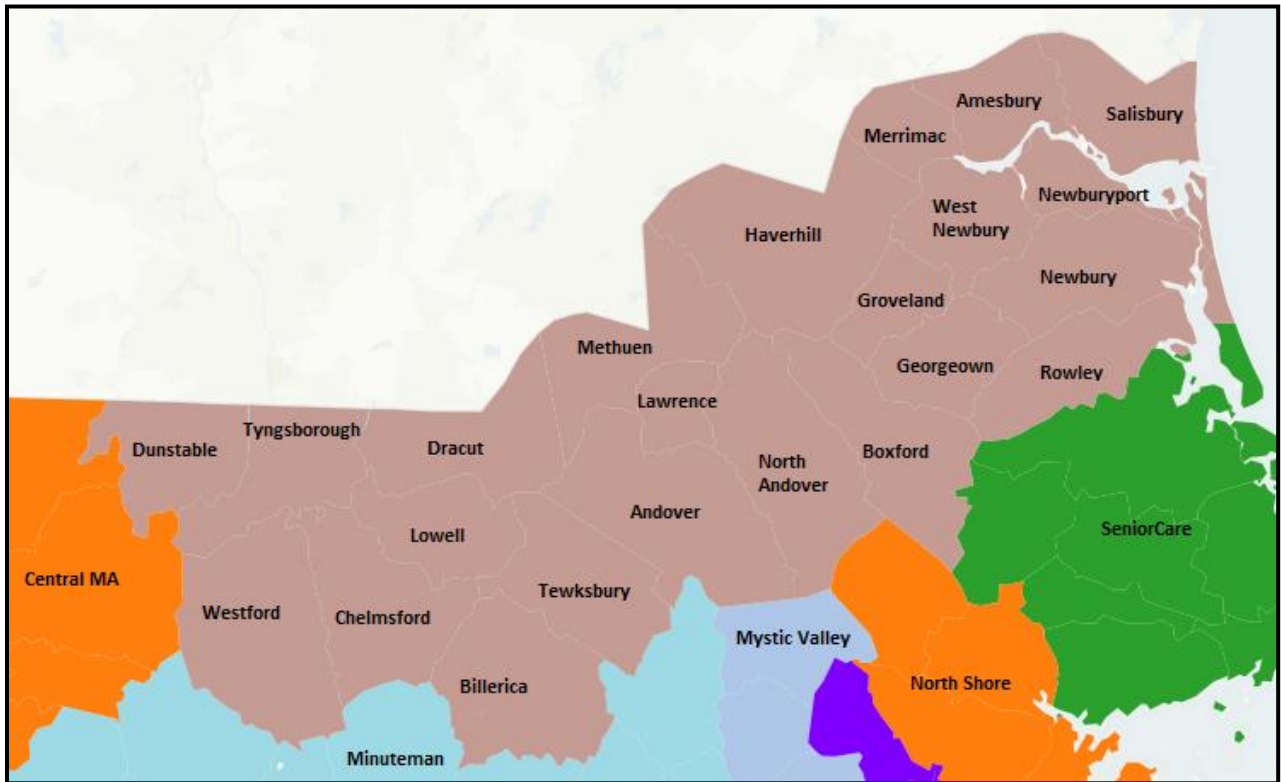 Amesbury
Salisbury
Merrimac
Newburyport
West
Newbury
Haverhill
Newbury
Groveland
Methuen
Georgeown
Rowley
Lawrence
Tyngsborough
Dunstable
Dracut
Boxford
North
Andover
Andover
SeniorCare
Lowell
Central MA
Tewksbury
Westford
Chelmsford
Mystic Valley
North Shore
Billerica
Minuteman